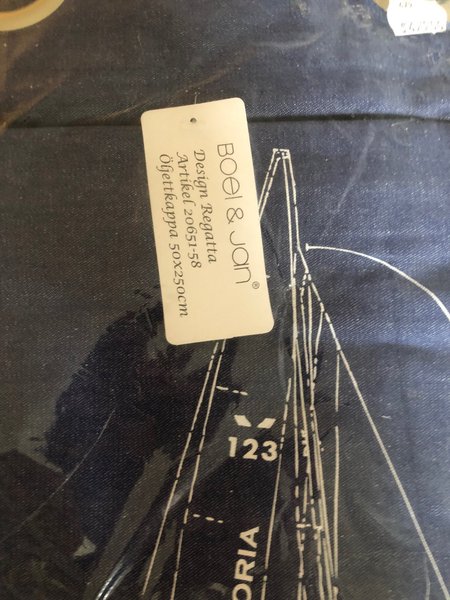 BOEL & JAN®
Design Regatta
Artikel 20651-58
Öljettkappa 50x250cm
123
ORIA